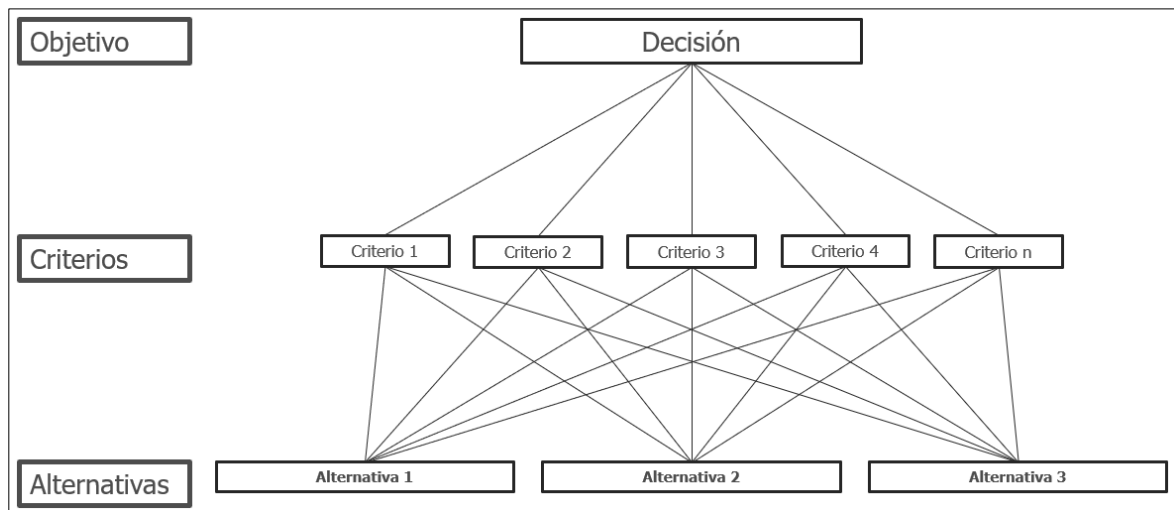 Objetivo
Decisión
Criterios
Criterio 1
Criterio 2
Criterio 3
Criterio 4
Criterio n
Alternativas
Alternativa 1
Alternativa 2
Alternativa 3